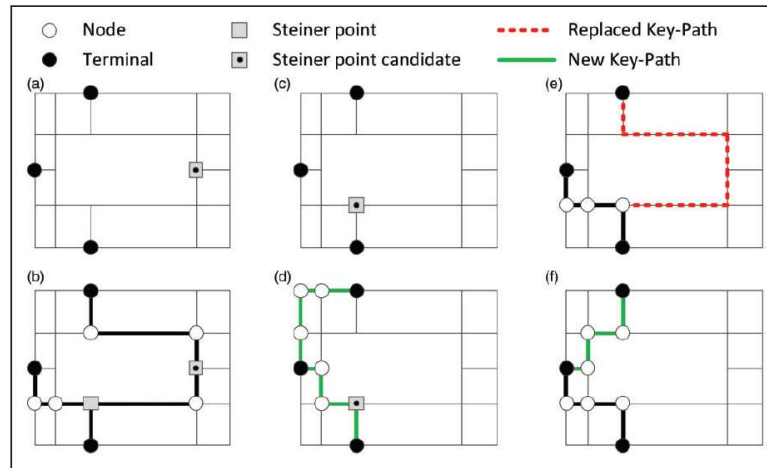 Node
Steiner point
Replaced Key-Path
Terminal
Steiner point candidate
New Key-Path
(a)
(c)
(e)
(b)
(d)
(f)